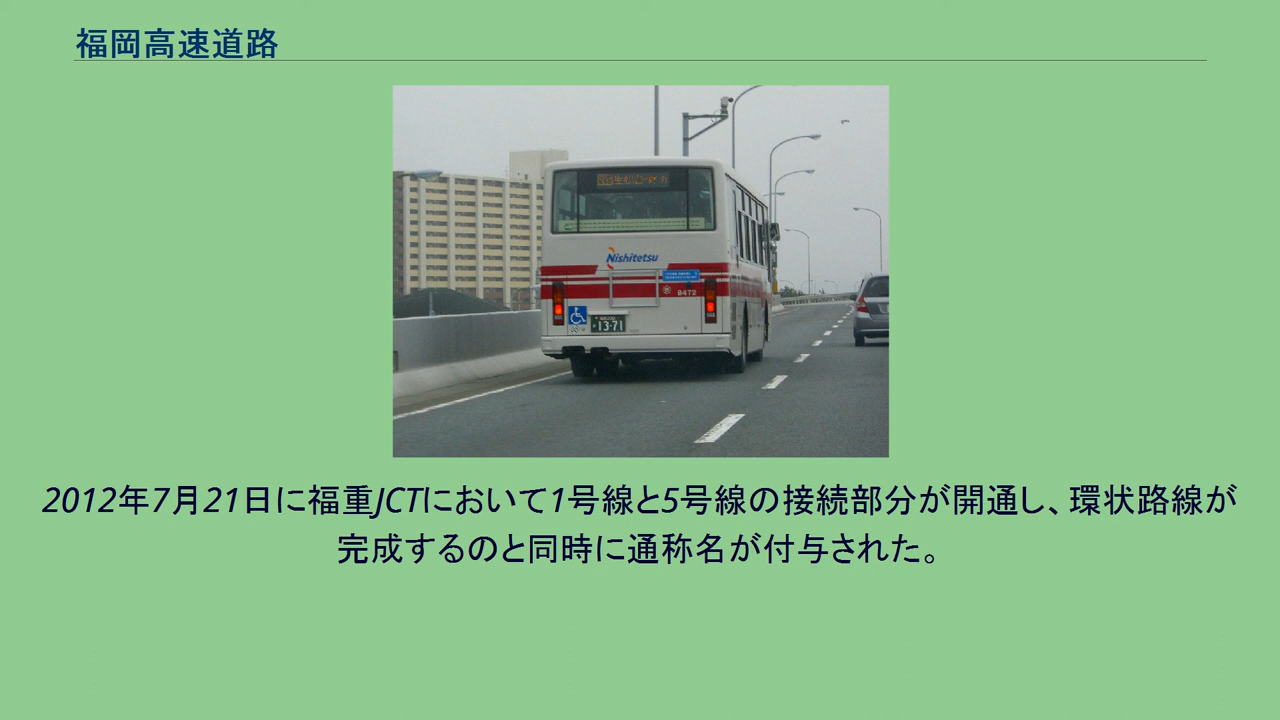 福岡高速道路
Nishitetsu
9472
13-71
2012年7月21日に福重JCTにおいて1号線と5号線の接続部分が開通し、環状路線が
完成するのと同時に通称名が付与された。